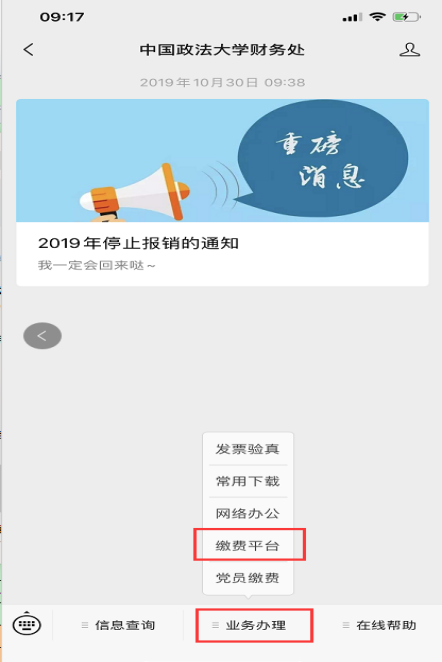 09:17
中国政法大学财务处
2019年10月30日 09:38
重磅
消息
2019年停止报销的通知
我一定会回来哒~
发票验真
常用下载
网络办公
缴费平台
党员缴费
信息查询
业务办理
在线帮助